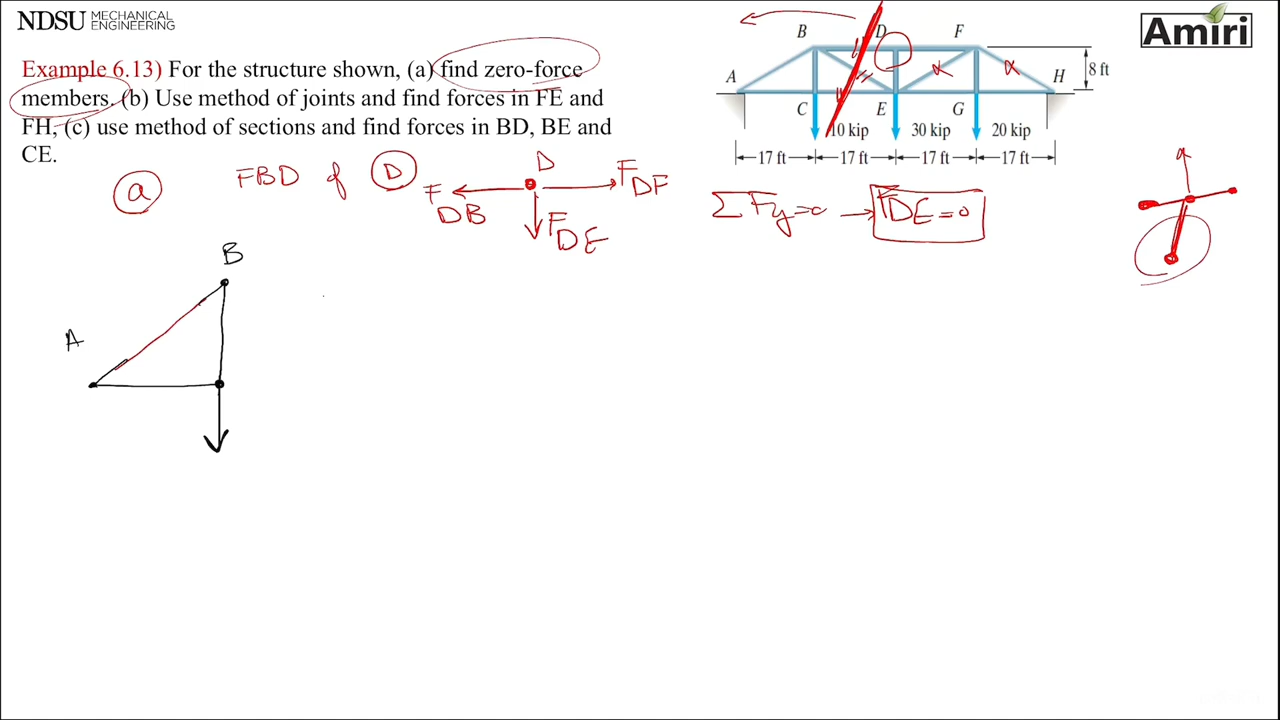 NDSU MECHANICAL ENGINEERING
Amiri
Example 6.13) For the structure shown, (a) find zero-force
members, (b) Use method of joints and find forces in FE and
FH, (c) use method of sections and find forces in BD, BE and
CE.
B D F
A H 8 ft
C E G
10 kip 30 kip 20 kip
17 ft 17 ft 17 ft 17 ft
a FBD of D
D
F DB F DF
F DE
ΣFy=0 → F DE =0
B
A